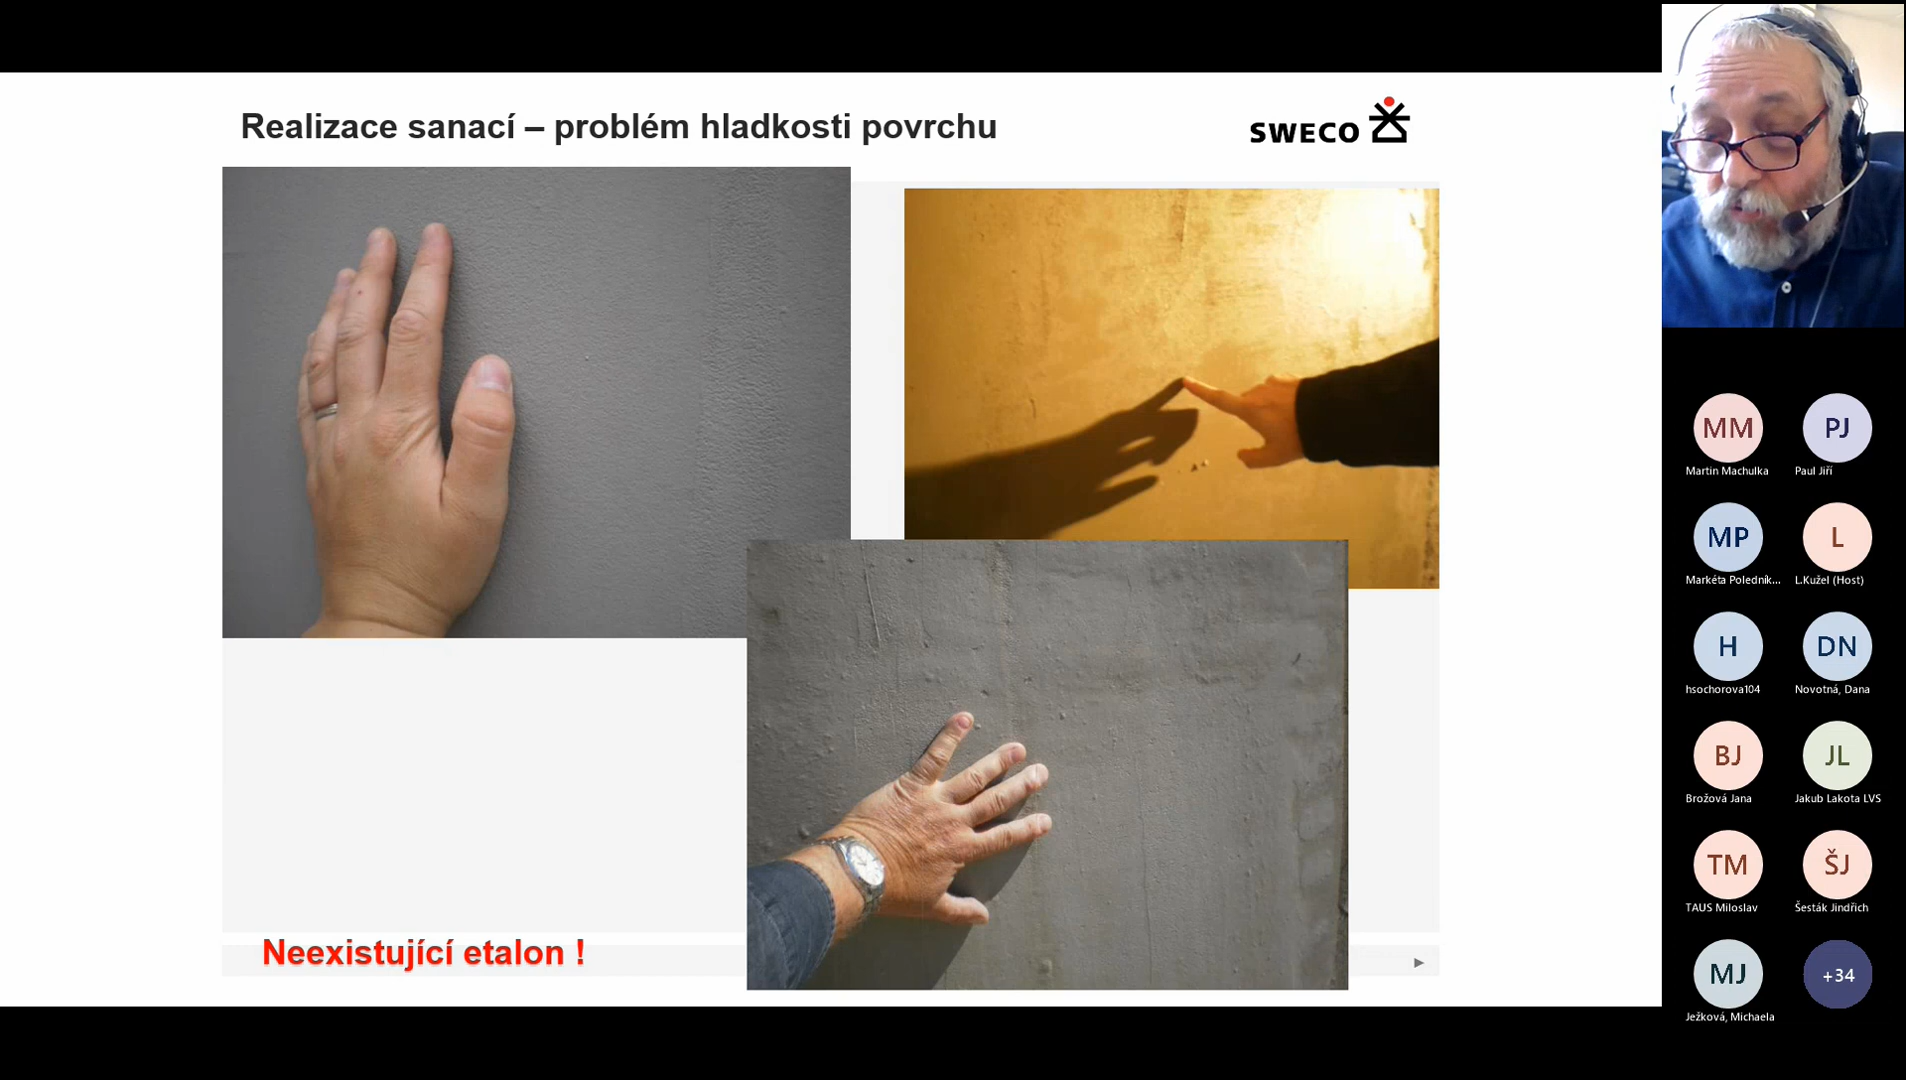 Realizace sanací – problém hladkosti povrchu
SWECO
Neexistující etalon !
MM
Martin Machulka
PJ
Paul Jiří
MP
Markéta Poledník...
L
L.Kužel (Host)
H
hsochorova104
DN
Novotná, Dana
BJ
Brožová Jana
JL
Jakub Lakota LVS
TM
TAUS Miloslav
ŠJ
Šesták Jindřich
MJ
Ježková, Michaela
+34